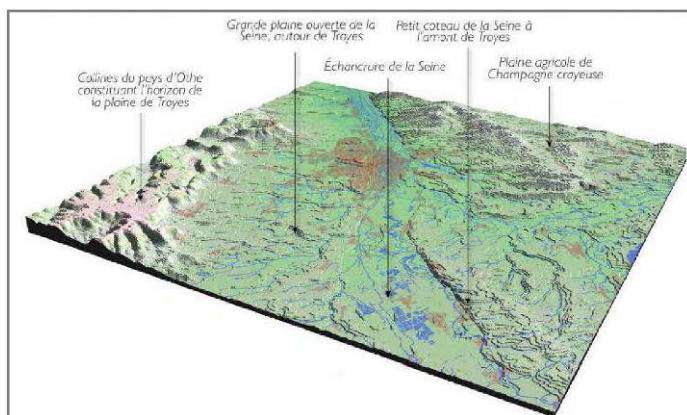 Grande plaine ouverte de la
Seine, autour de Troyes
Petit coteau de la Seine à
l'amont de Troyes
Collines du pays d'Othe
constituant l'horizon de
la plaine de Troyes
Échancrure de la Seine
Plaine agricole de
Champagne crayeuse